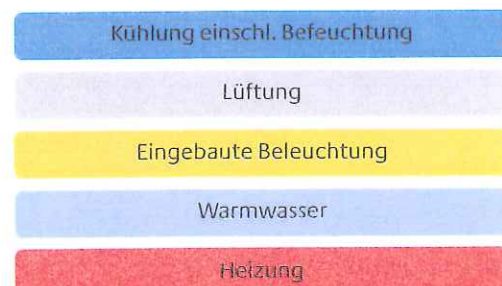 Kühlung einschl. Befeuchtung
Lüftung
Eingebaute Beleuchtung
Warmwasser
Heizung